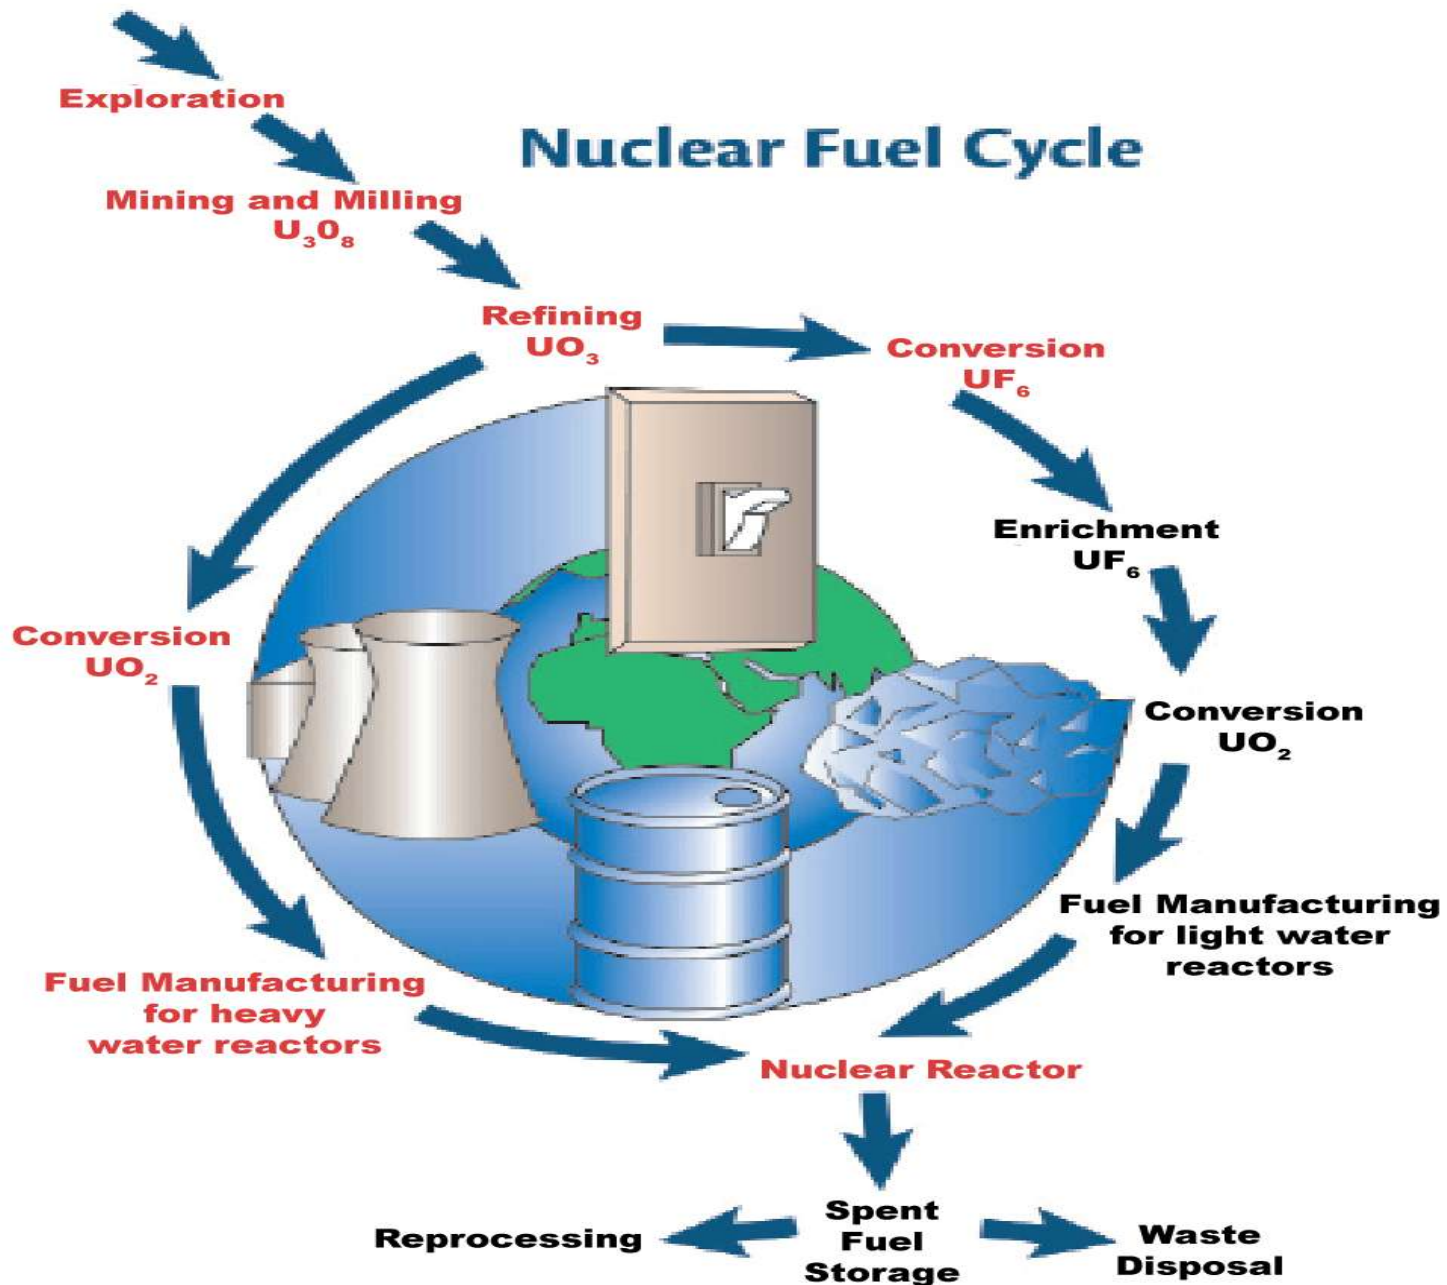 Exploration
Nuclear Fuel Cycle
Mining and Milling
U₃0₈
Refining
UO₃
Conversion
UF₆
Enrichment
UF₆
Conversion
UO₂
Conversion
UO₂
Fuel Manufacturing
for light water
reactors
Fuel Manufacturing
for heavy
water reactors
Nuclear Reactor
Spent
Fuel
Storage
Reprocessing
Waste
Disposal